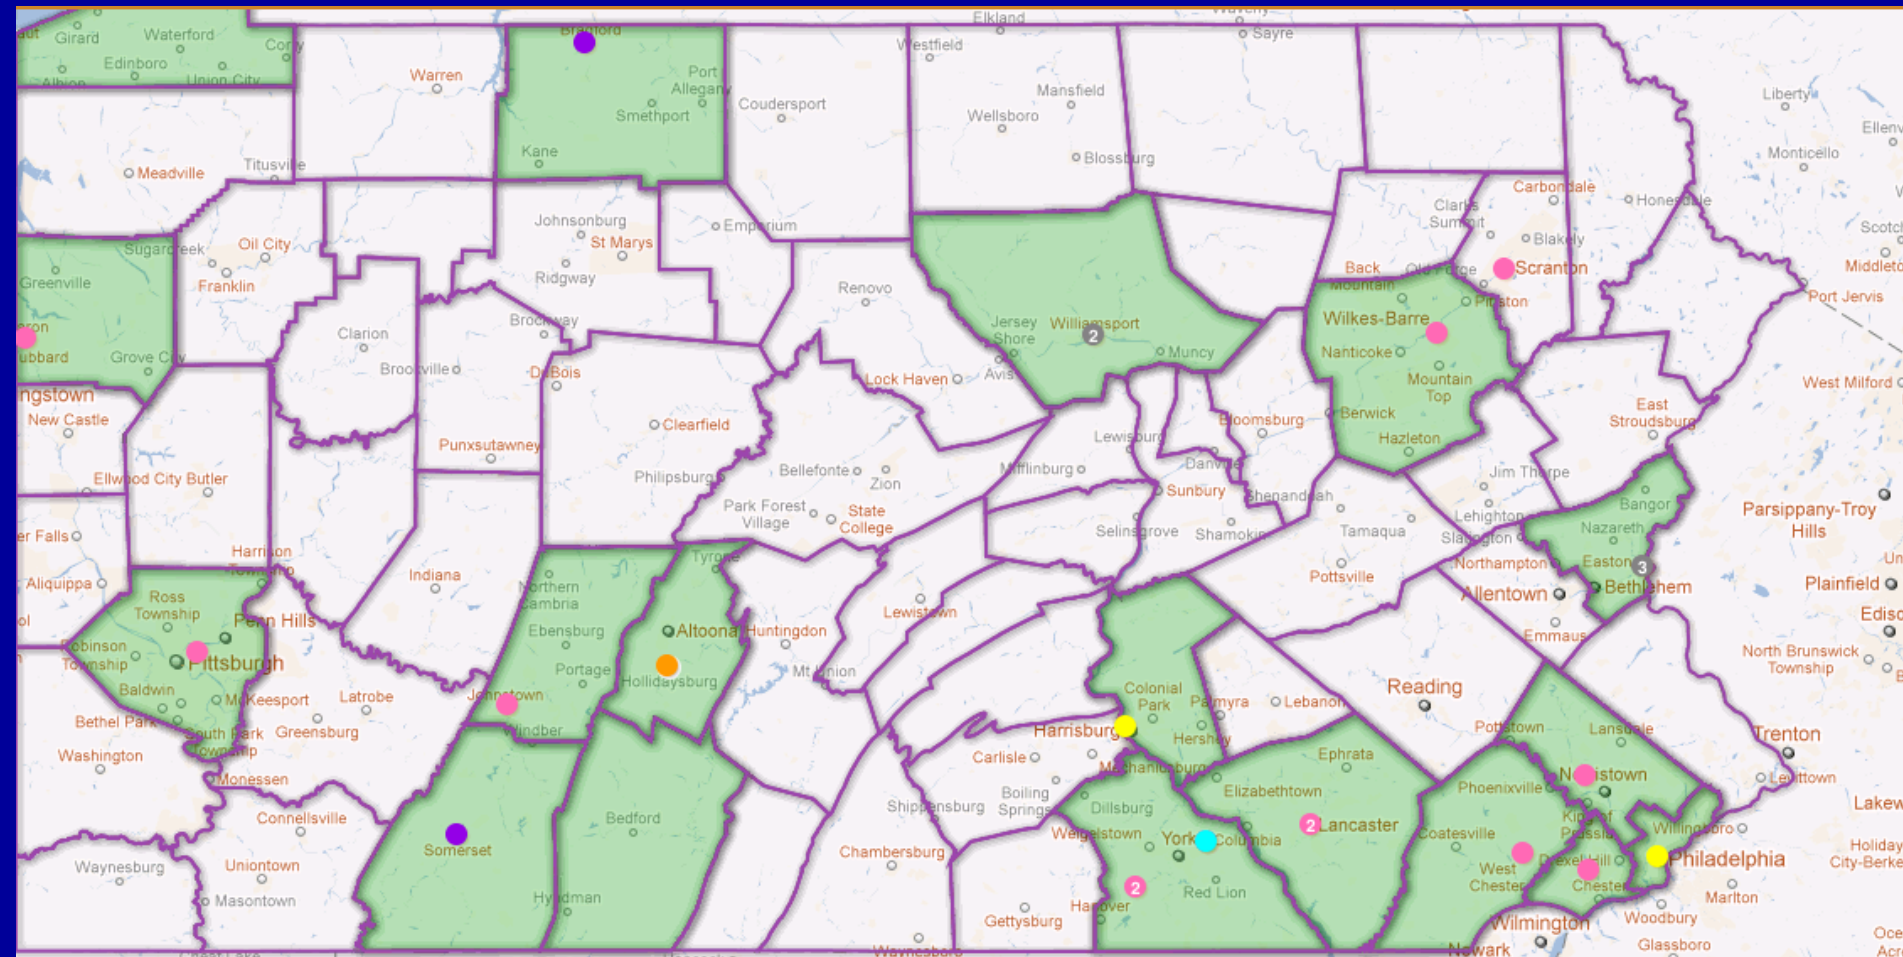 Elkland
Girard
Waterford
Bradford
Sayre
Westfield
Edinboro
Union City
Warren
Port
Allegany
Coudersport
Mansfield
Liberty
Smethport
Wellsboro
Kane
Blossburg
Monticello
Titusville
Meadville
Carbondale
Clarks
Summit
Honesdale
Johnsonburg
Emporium
St Marys
Sugarcreek
Oil City
Blakely
Ridgway
Back
Mountain
Old Forge
Scranton
Greenville
Franklin
Renovo
Pittston
Port Jervis
Brockway
Jersey
Shore
Williamsport
2
Wilkes-Barre
Clarion
Grove City
Muncy
Nanticoke
Brookville
DuBois
Lock Haven
Avis
Mountain
Top
West Milford
New Castle
Clearfield
Berwick
Bloomsburg
East
Stroudsburg
Punxsutawney
Lewisburg
Hazleton
Ellwood City
Butler
Philipsburg
Bellefonte
Zion
Mifflinburg
Danville
Jim Thorpe
Sunbury
Shenandoah
Bangor
Park Forest
Village
State
College
Lehighton
Parsippany-Troy
Hills
er Falls
Selinsgrove
Shamokin
Tamaqua
Slatington
Nazareth
Harrison
Township
Tyrone
Northampton
Easton
3
Aliquippa
Indiana
Northern
Cambria
Pottsville
Bethlehem
Plainfield
Ross
Township
Allentown
Lewistown
Penn Hills
Ebensburg
Altoona
Huntingdon
Emmaus
Robinson
Township
Pittsburgh
Portage
Mt Union
North Brunswick
Township
Hollidaysburg
Baldwin
McKeesport
Latrobe
Johnstown
Colonial
Park
Palmyra
Lebanon
Reading
Bethel Park
South Park
Township
Greensburg
Windber
Harrisburg
Hershey
Pottstown
Lansdale
Trenton
Washington
Carlisle
Mechanicsburg
Ephrata
Monessen
Norristown
Levittown
Boiling
Springs
Elizabethtown
Phoenixville
Connellsville
Shippensburg
Dillsburg
King of
Prussia
Bedford
Weigelstown
York
Columbia
2
Lancaster
Coatesville
Willingboro
Somerset
Chambersburg
West
Chester
Drexel Hill
Philadelphia
Waynesburg
Uniontown
Chester
Hyndman
2
Red Lion
Marlton
Masontown
Hanover
Gettysburg
Woodbury
Wilmington
Glassboro
Waynesboro
Newark